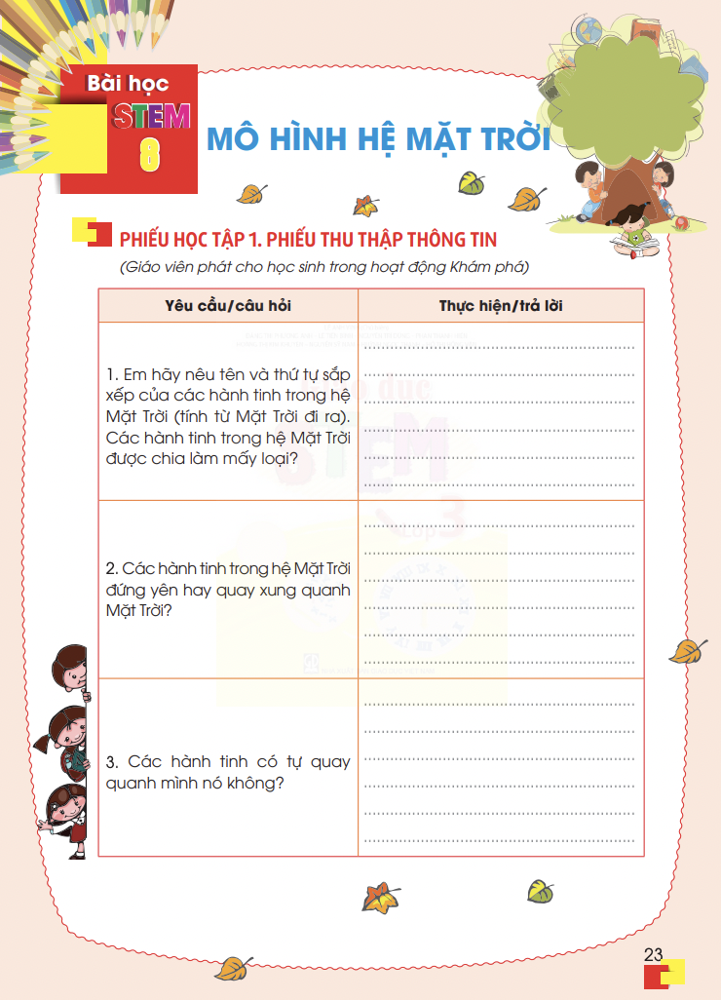 Bài học
STEM
8
MÔ HÌNH HỆ MẶT TRỜI
PHIẾU HỌC TẬP 1. PHIẾU THU THẬP THÔNG TIN
(Giáo viên phát cho học sinh trong hoạt động Khám phá)
Yêu cầu/câu hỏi
Thực hiện/trả lời
1. Em hãy nêu tên và thứ tự sắp
xếp của các hành tinh trong hệ
Mặt Trời (tính từ Mặt Trời đi ra).
Các hành tinh trong hệ Mặt Trời
được chia làm mấy loại?
2. Các hành tinh trong hệ Mặt Trời
đứng yên hay quay xung quanh
Mặt Trời?
3. Các hành tinh có tự quay
quanh mình nó không?
Giáo dục
STEM
Lớp 3
23